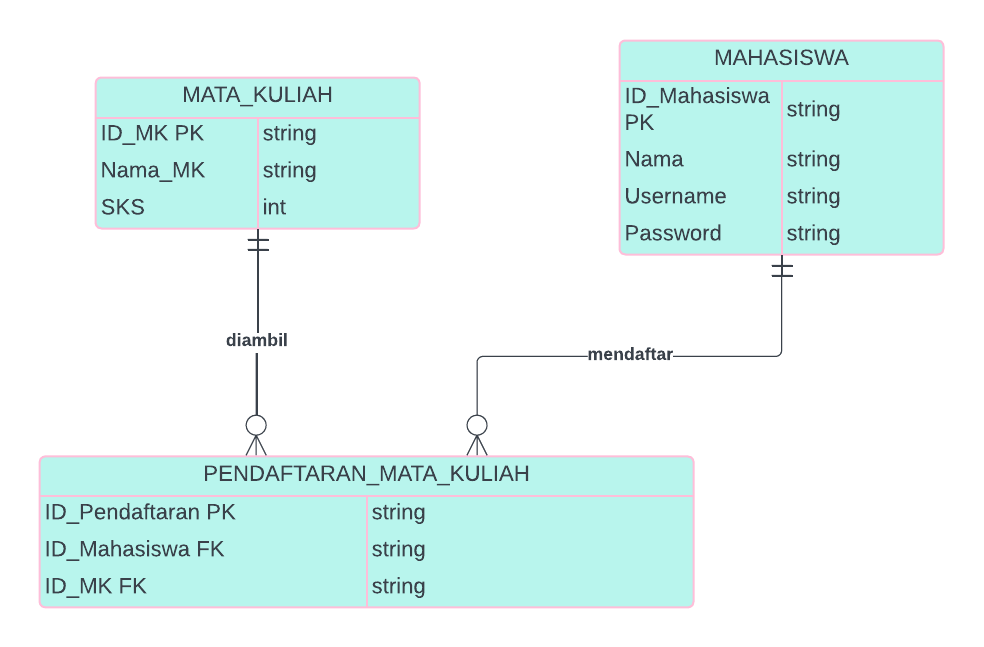 MATA_KULIAH
ID_MK PK string
Nama_MK string
SKS int
MAHASISWA
ID_Mahasiswa
PK
string
Nama string
Username string
Password string
diambil
mendaftar
PENDAFTARAN_MATA_KULIAH
ID_Pendaftaran PK string
ID_Mahasiswa FK string
ID_MK FK string